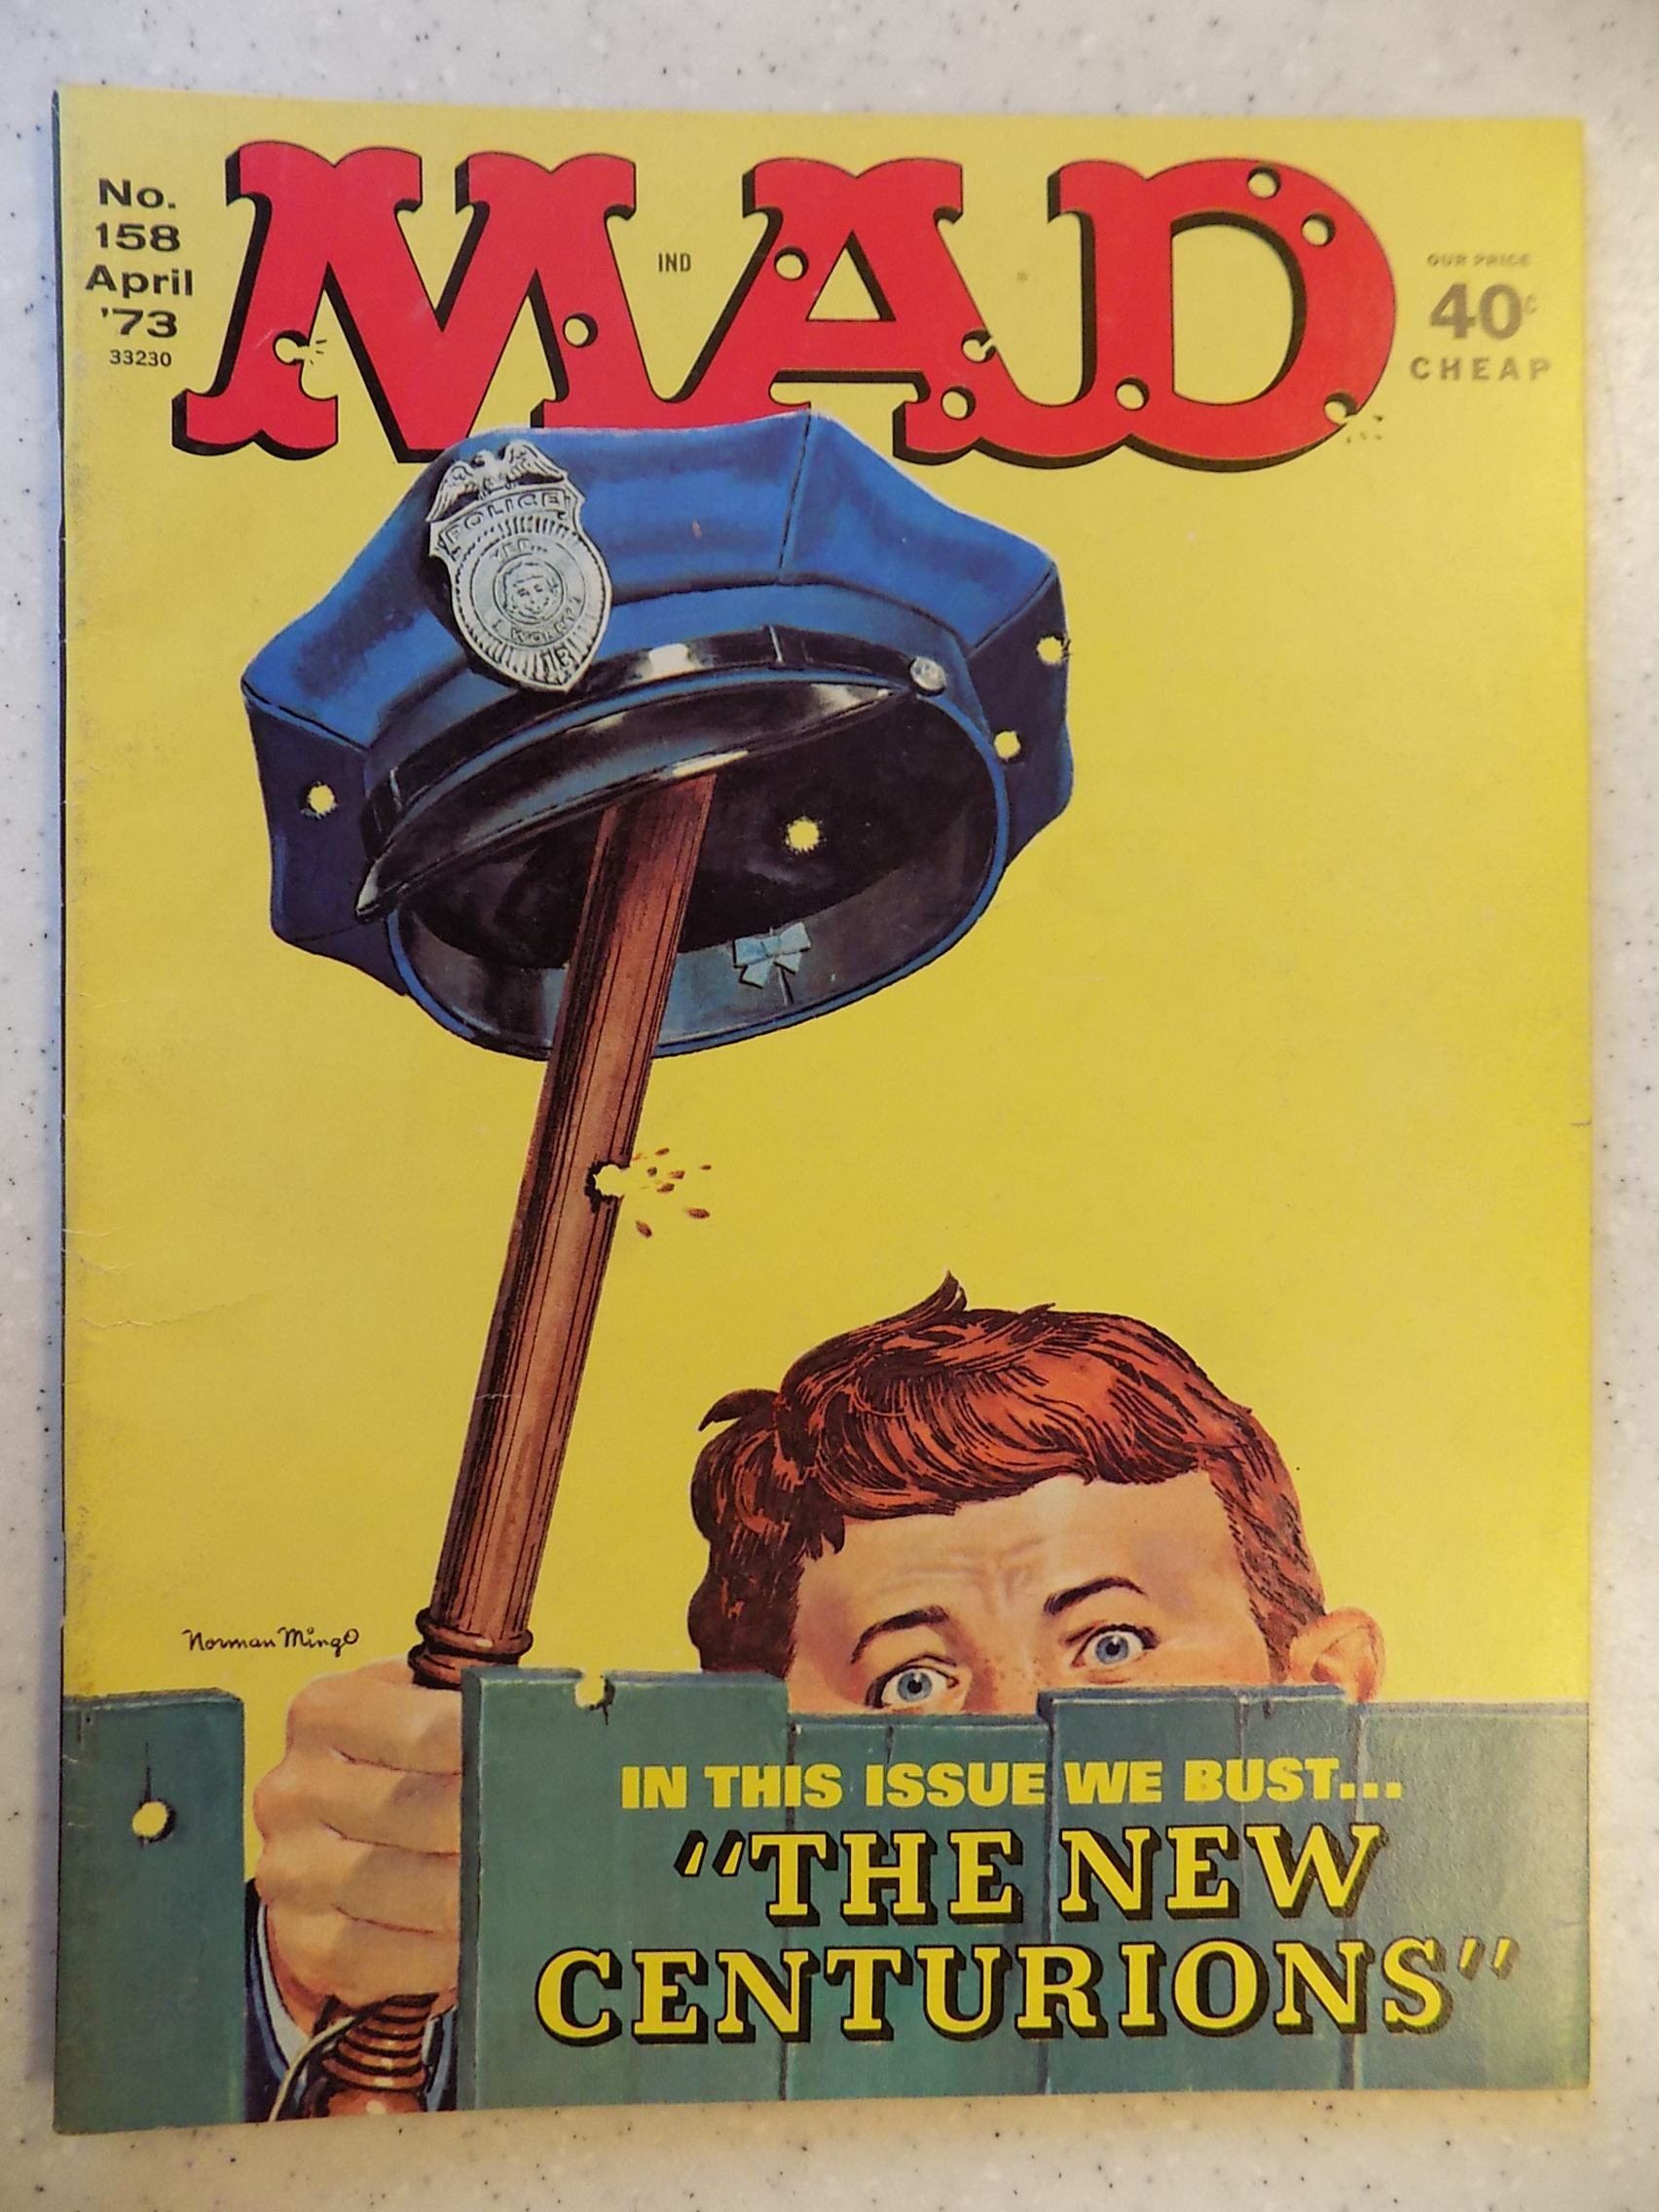 MAD
No.
158
April
'73
33230
IND
OUR PRICE
40¢
CHEAP
POLICE
13
Norman Mingo
IN THIS ISSUE WE BUST...
"THE NEW
CENTURIONS"